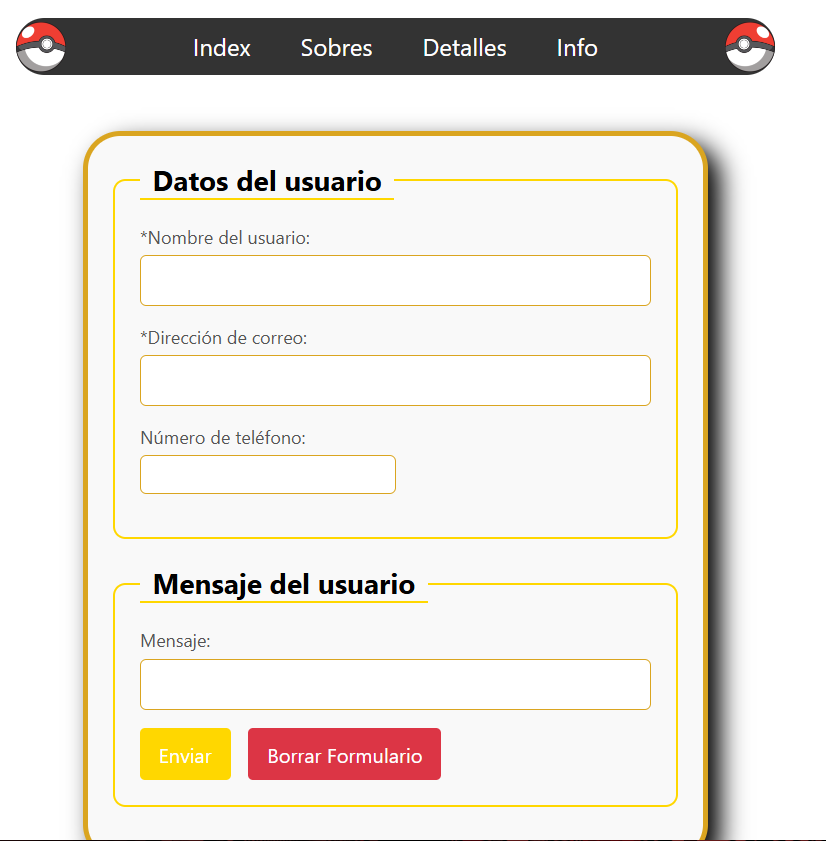 Index Sobres Detalles Info
Datos del usuario
*Nombre del usuario:
*Dirección de correo:
Número de teléfono:
Mensaje del usuario
Mensaje:
Enviar Borrar Formulario